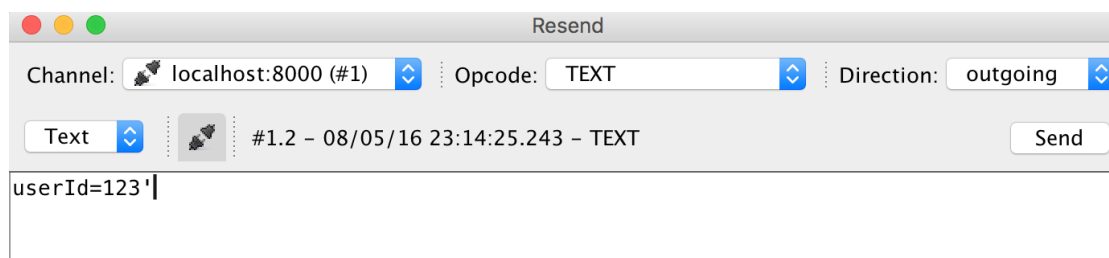 Resend
Channel: localhost:8000 (#1) Opcode: TEXT Direction: outgoing
Text #1.2 – 08/05/16 23:14:25.243 – TEXT Send
userId=123'